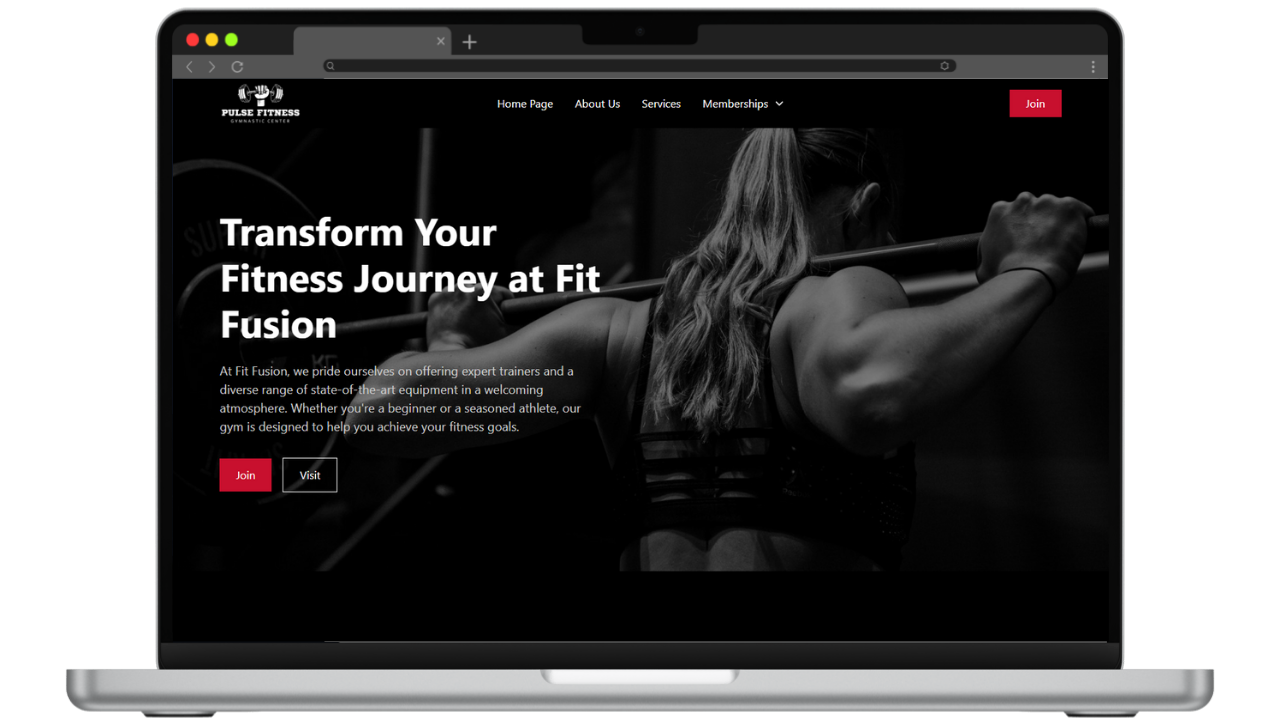 PULSE FITNESS
GYMNASTIC CENTER
Home Page About Us Services Memberships Join
Transform Your
Fitness Journey at Fit
Fusion
At Fit Fusion, we pride ourselves on offering expert trainers and a
diverse range of state-of-the-art equipment in a welcoming
atmosphere. Whether you're a beginner or a seasoned athlete, our
gym is designed to help you achieve your fitness goals.
Join Visit